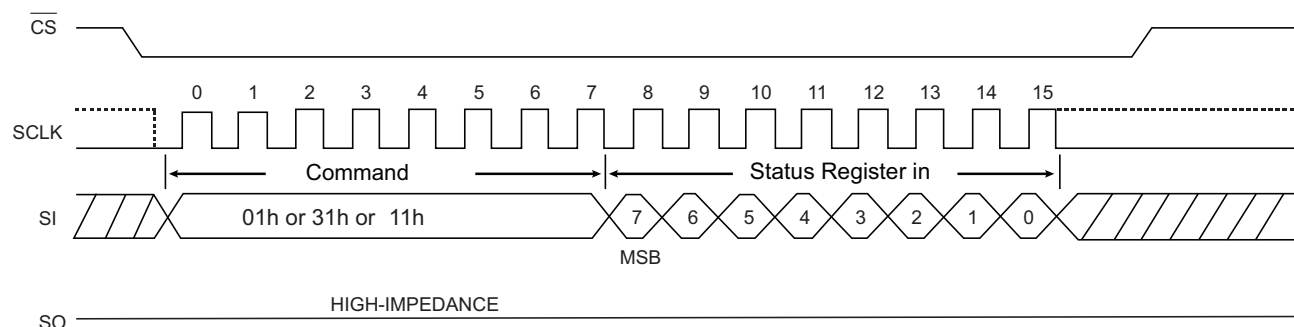 CS
0 1 2 3 4 5 6 7 8 9 10 11 12 13 14 15
SCLK
Command Status Register in
SI 01h or 31h or 11h 7 6 5 4 3 2 1 0
MSB
HIGH-IMPEDANCE
SO